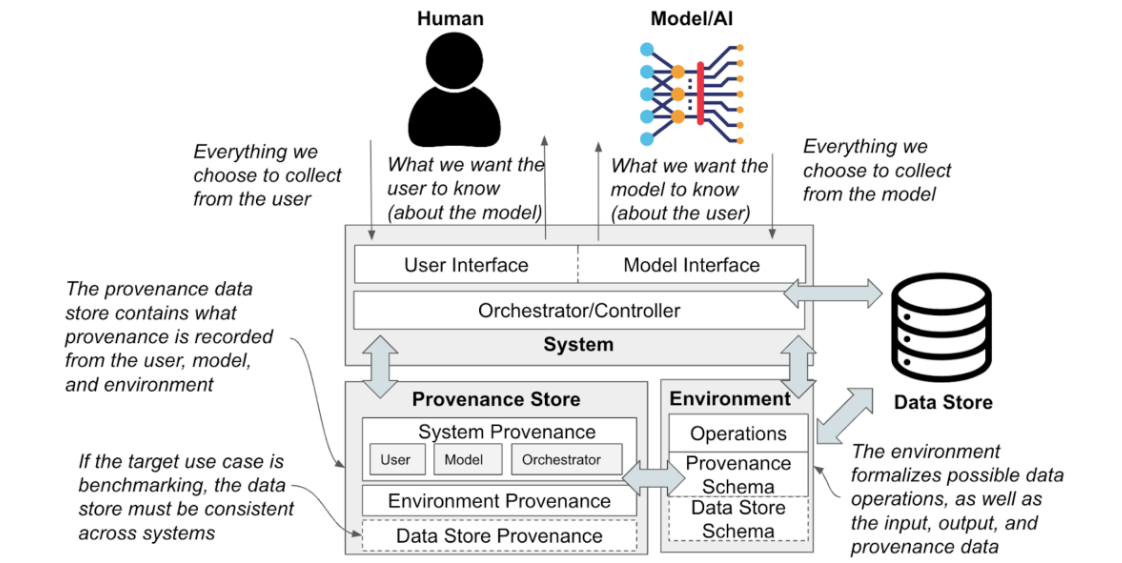 Human
Model/AI
Everything we
choose to collect
from the user
What we want the
user to know
(about the model)
What we want the
model to know
(about the user)
Everything we
choose to collect
from the model
User Interface
Model Interface
Orchestrator/Controller
System
The provenance data
store contains what
provenance is recorded
from the user, model,
and environment
Data Store
Provenance Store
System Provenance
User
Model
Orchestrator
Environment Provenance
Data Store Provenance
Environment
Operations
Provenance
Schema
Data Store
Schema
If the target use case is
benchmarking, the data
store must be consistent
across systems
The environment
formalizes possible data
operations, as well as
the input, output, and
provenance data